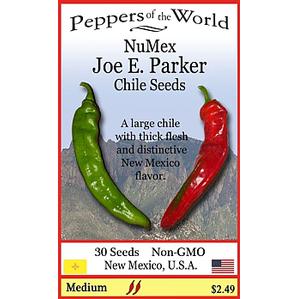 Peppers of the World
NuMex
Joe E. Parker
Chile Seeds
A large chile
with thick flesh
and distinctive
New Mexico
flavor.
30 Seeds Non-GMO
New Mexico, U.S.A.
Medium $2.49